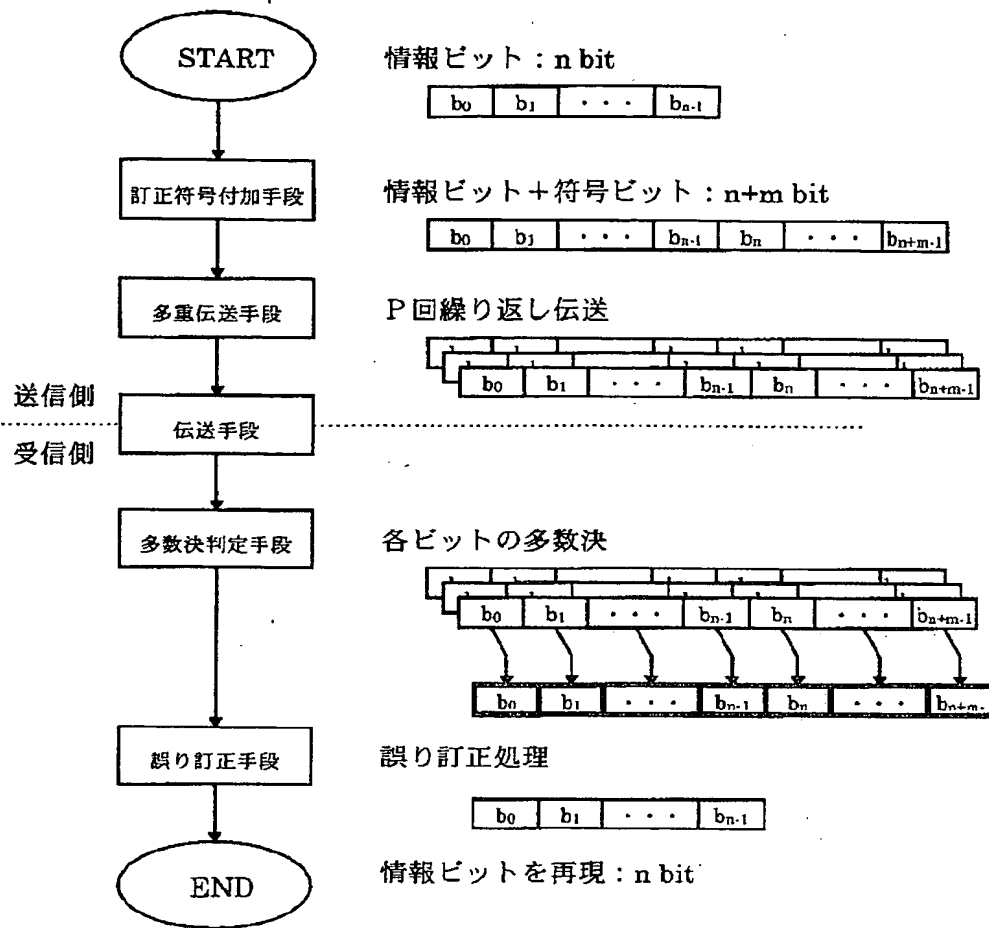 START
情報ビット：n bit
b0 b1 ・・・ bn-1
訂正符号付加手段
情報ビット＋符号ビット：n+m bit
b0 b1 ・・・ bn-1 bn ・・・ bn+m-1
多重伝送手段
P回繰り返し伝送
b0 b1 ・・・ bn-1 bn ・・・ bn+m-1
送信側
伝送手段
受信側
多数決判定手段
各ビットの多数決
b0 b1 ・・・ bn-1 bn ・・・ bn+m-1
b0 b1 ・・・ bn-1 bn ・・・ bn+m-
誤り訂正手段
誤り訂正処理
b0 b1 ・・・ bn-1
END
情報ビットを再現：n bit